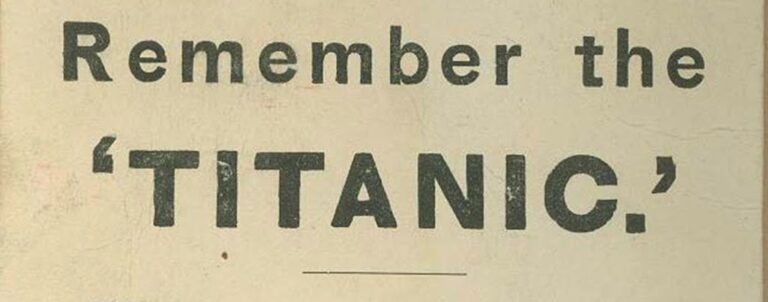 Remember the
‘TITANIC.’